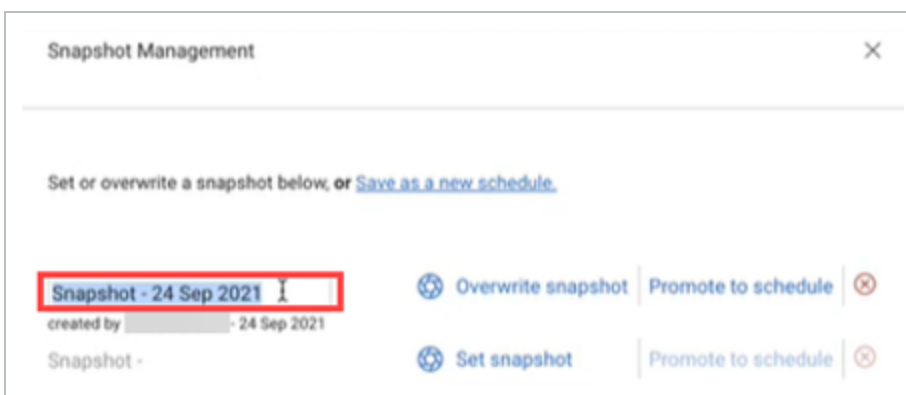 Snapshot Management
Set or overwrite a snapshot below, or Save as a new schedule.
Snapshot - 24 Sep 2021 Overwrite snapshot Promote to schedule
created by - 24 Sep 2021
Snapshot - Set snapshot Promote to schedule